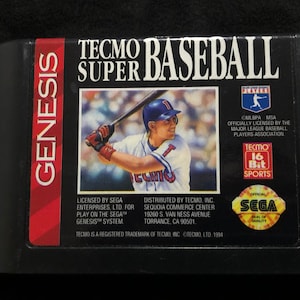 GENESIS
TECMO
SUPER BASEBALL
PLAYERS
©MLBPA MSA
OFFICIALLY LICENSED BY THE
MAJOR LEAGUE BASEBALL
PLAYERS ASSOCIATION
TECMO
16
Bit
SPORTS
SEGA
LICENSED BY SEGA
ENTERPRISES, LTD. FOR
PLAY ON THE SEGA™
GENESIS™ SYSTEM.
DISTRIBUTED BY TECMO, INC.
SEQUOIA COMMERCE CENTER
19260 S. VAN NESS AVENUE
TORRANCE, CA 90501.
TECMO IS A REGISTERED TRADEMARK OF TECMO, INC. ©TECMO, LTD. 1994